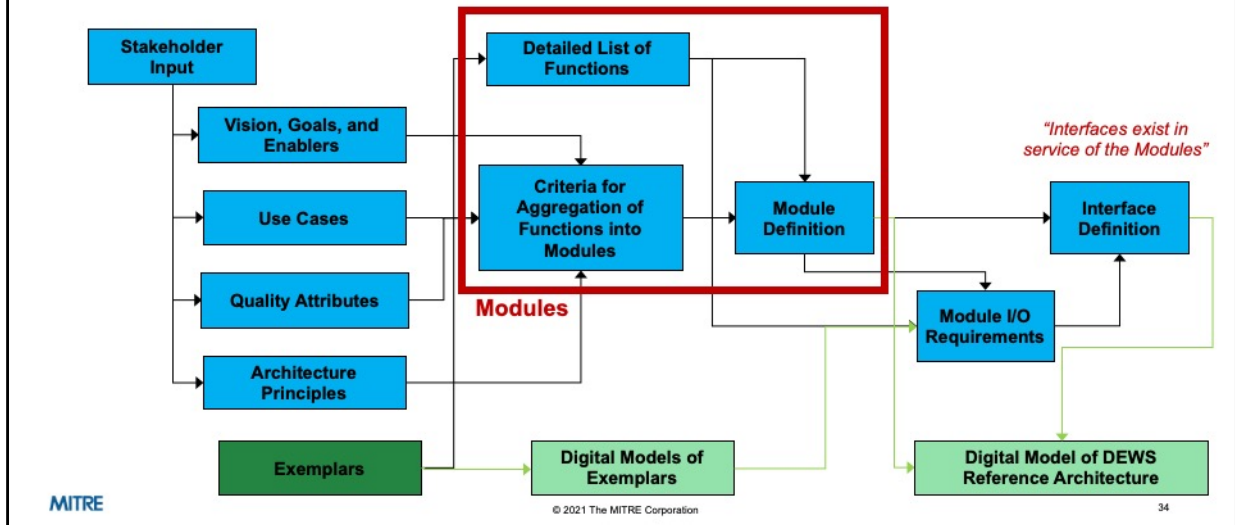 Stakeholder
Input
Detailed List of
Functions
Vision, Goals, and
Enablers
"Interfaces exist in
service of the Modules"
Criteria for
Aggregation of
Functions into
Modules
Use Cases
Module
Definition
Interface
Definition
Quality Attributes
Modules
Module I/O
Requirements
Architecture
Principles
Exemplars
Digital Models of
Exemplars
Digital Model of DEWS
Reference Architecture
MITRE
© 2021 The MITRE Corporation
34